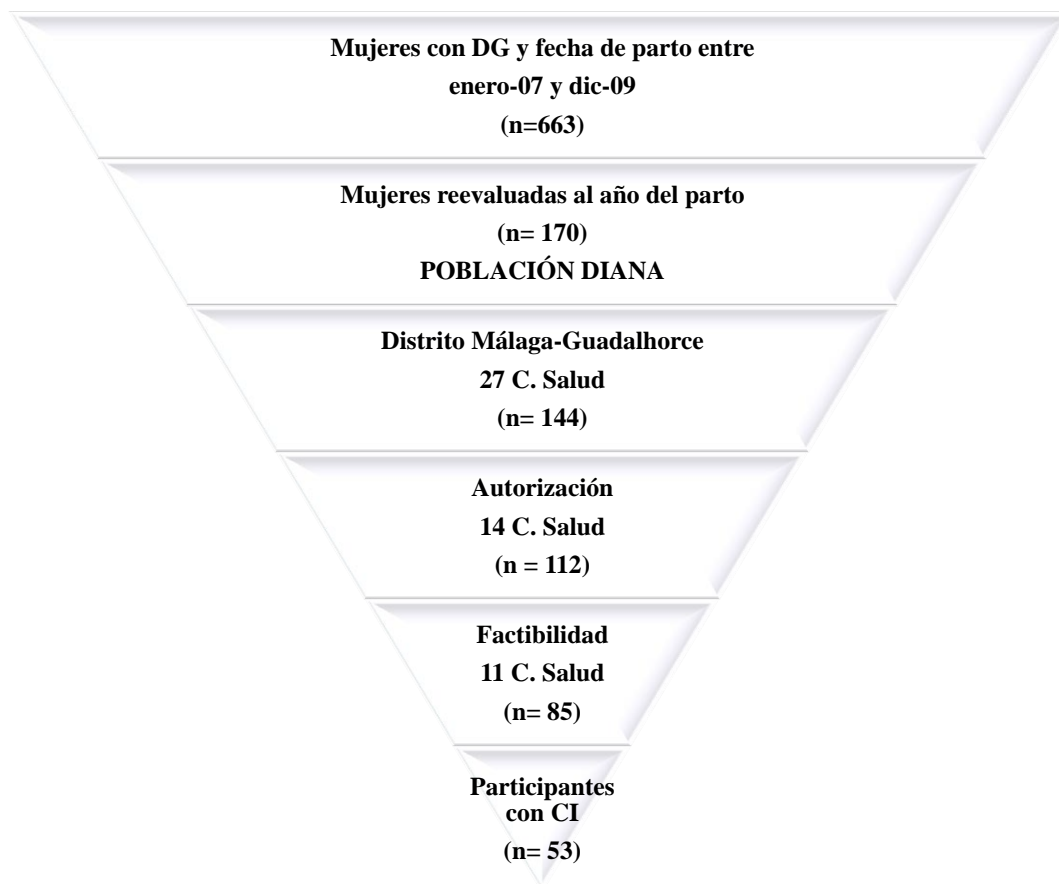 Mujeres con DG y fecha de parto entre
enero-07 y dic-09
(n=663)
Mujeres reevaluadas al año del parto
(n= 170)
POBLACIÓN DIANA
Distrito Málaga-Guadalhorce
27 C. Salud
(n= 144)
Autorización
14 C. Salud
(n = 112)
Factibilidad
11 C. Salud
(n= 85)
Participantes
con CI
(n= 53)